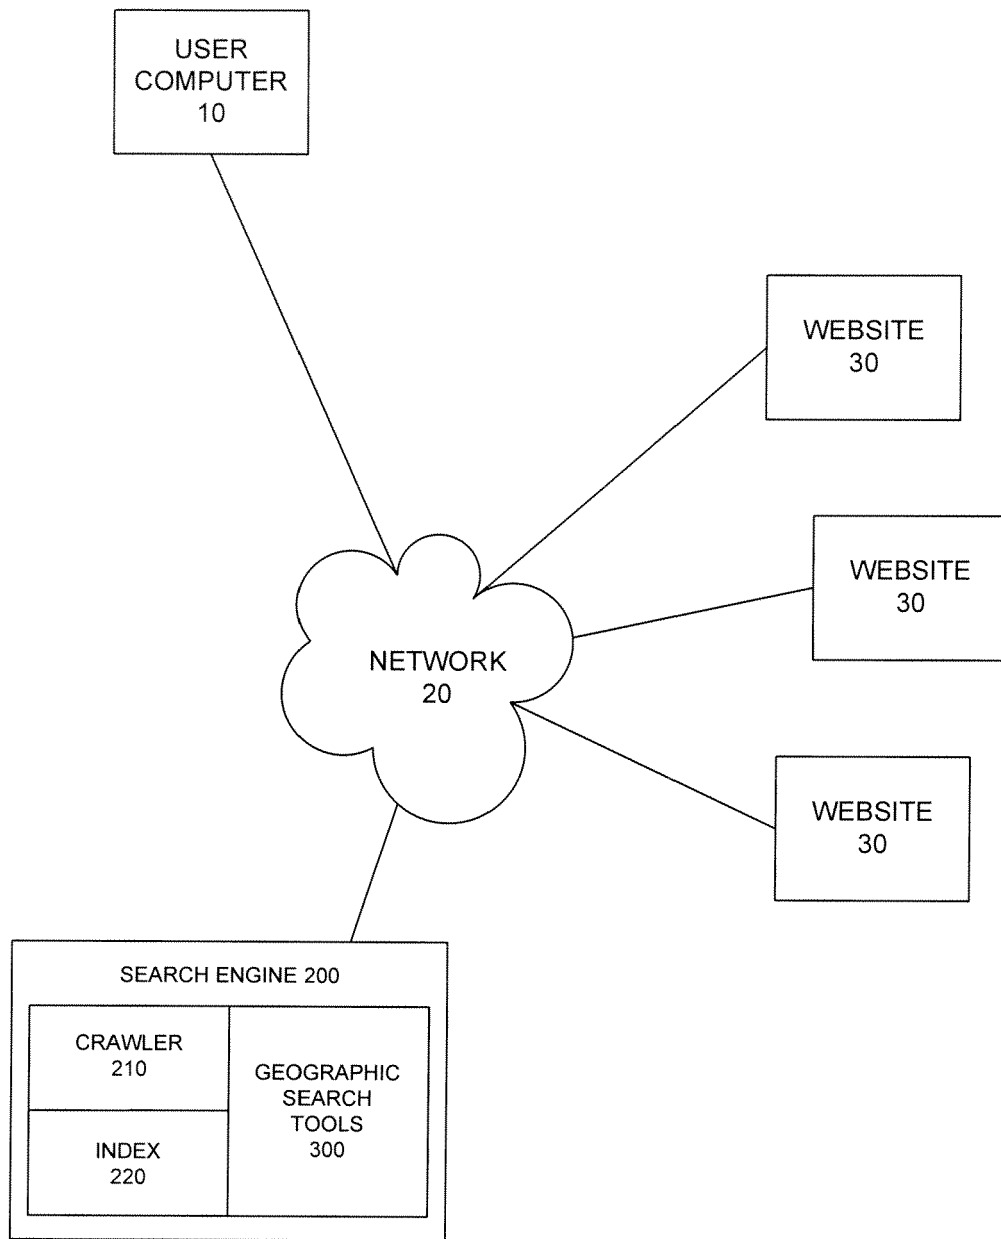 USER
COMPUTER
10
WEBSITE
30
WEBSITE
30
NETWORK
20
WEBSITE
30
SEARCH ENGINE 200
CRAWLER
210
GEOGRAPHIC
SEARCH
TOOLS
300
INDEX
220